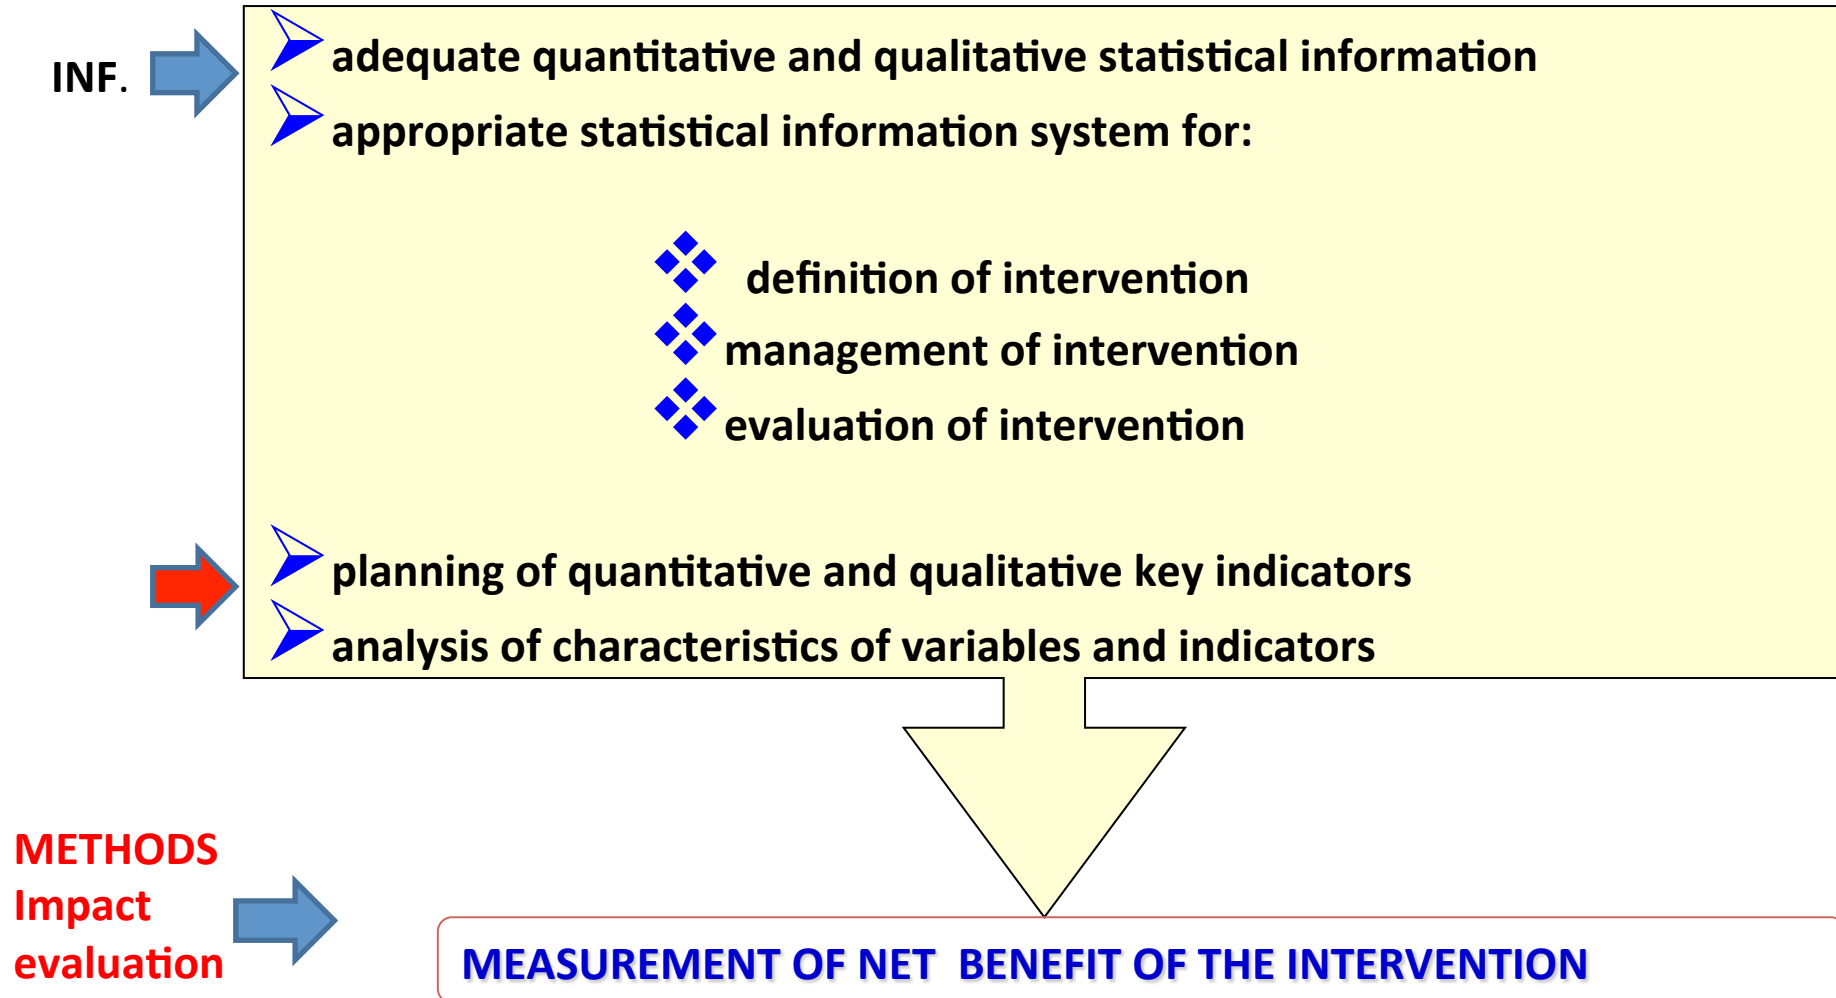 INF.
adequate quantitative and qualitative statistical information
appropriate statistical information system for:
definition of intervention
management of intervention
evaluation of intervention
planning of quantitative and qualitative key indicators
analysis of characteristics of variables and indicators
METHODS
Impact
evaluation
MEASUREMENT OF NET BENEFIT OF THE INTERVENTION